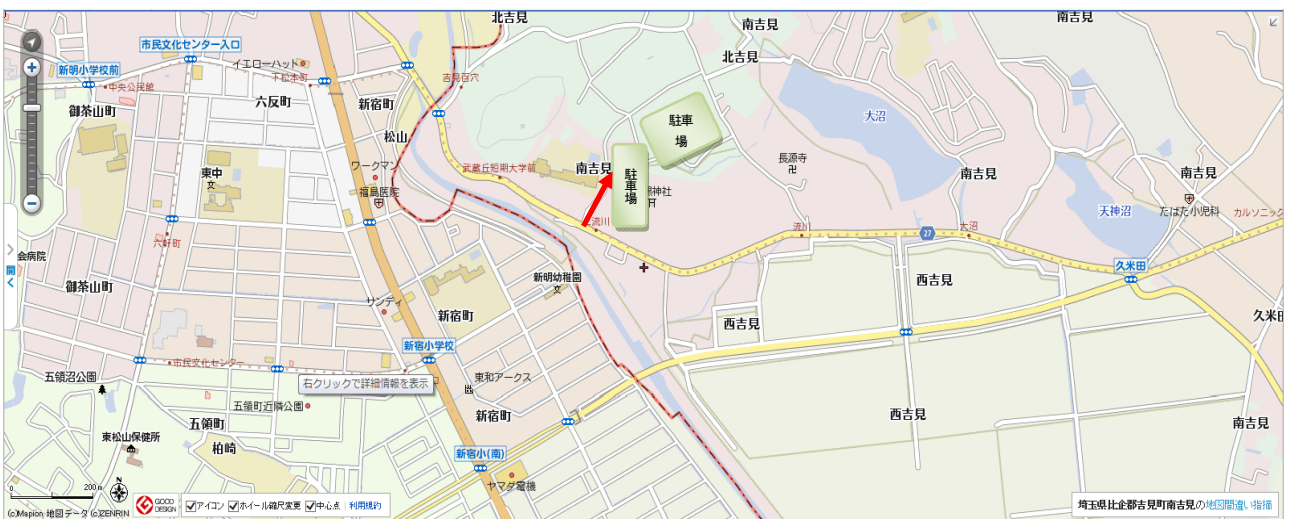 北吉見
南吉見
南吉見
市民文化センター入口
イエローハット
北吉見
新明小学校前
下松本町
吉見百穴
中央公民館
六反町
新宿町
御茶山町
大沼
駐車
場
松山
長源寺
武蔵丘短期大学前
南吉見
ワークマン
東中
駐車場
南吉見
南吉見
福島医院
神社
天神沼
たばた小児科
カルソニック
流川
流川
27
大沼
六軒町
会病院
開く
久米田
新明幼稚園
西吉見
御茶山町
サンディ
新宿町
西吉見
久米田
新宿小学校
市民文化センター
五領沼公園
右クリックで詳細情報を表示
東和アークス
五領町近隣公園
新宿町
西吉見
五領町
南吉見
東松山保健所
柏崎
新宿小(南)
ヤマダ電機
0 200m
N
GOOD DESIGN
アイコン ホイール縮尺変更 中心点 利用規約
埼玉県比企郡吉見町南吉見の地図間違い指摘
(c)Mapion 地図データ (c)ZENRIN